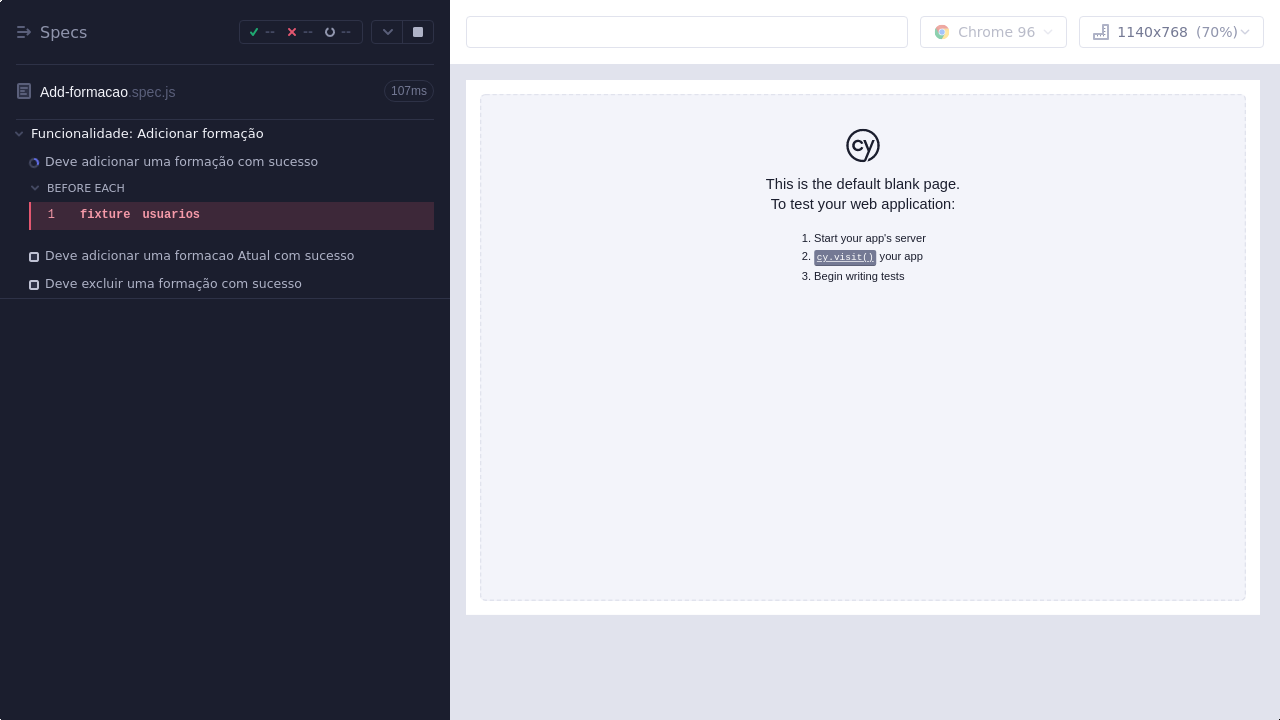 Specs
-- -- --
Add-formacao.spec.js
107ms
Funcionalidade: Adicionar formação
Deve adicionar uma formação com sucesso
BEFORE EACH
1 fixture usuarios
Deve adicionar uma formacao Atual com sucesso
Deve excluir uma formação com sucesso
Chrome 96
1140x768 (70%)
cy
This is the default blank page.
To test your web application:
1. Start your app's server
2. cy.visit() your app
3. Begin writing tests